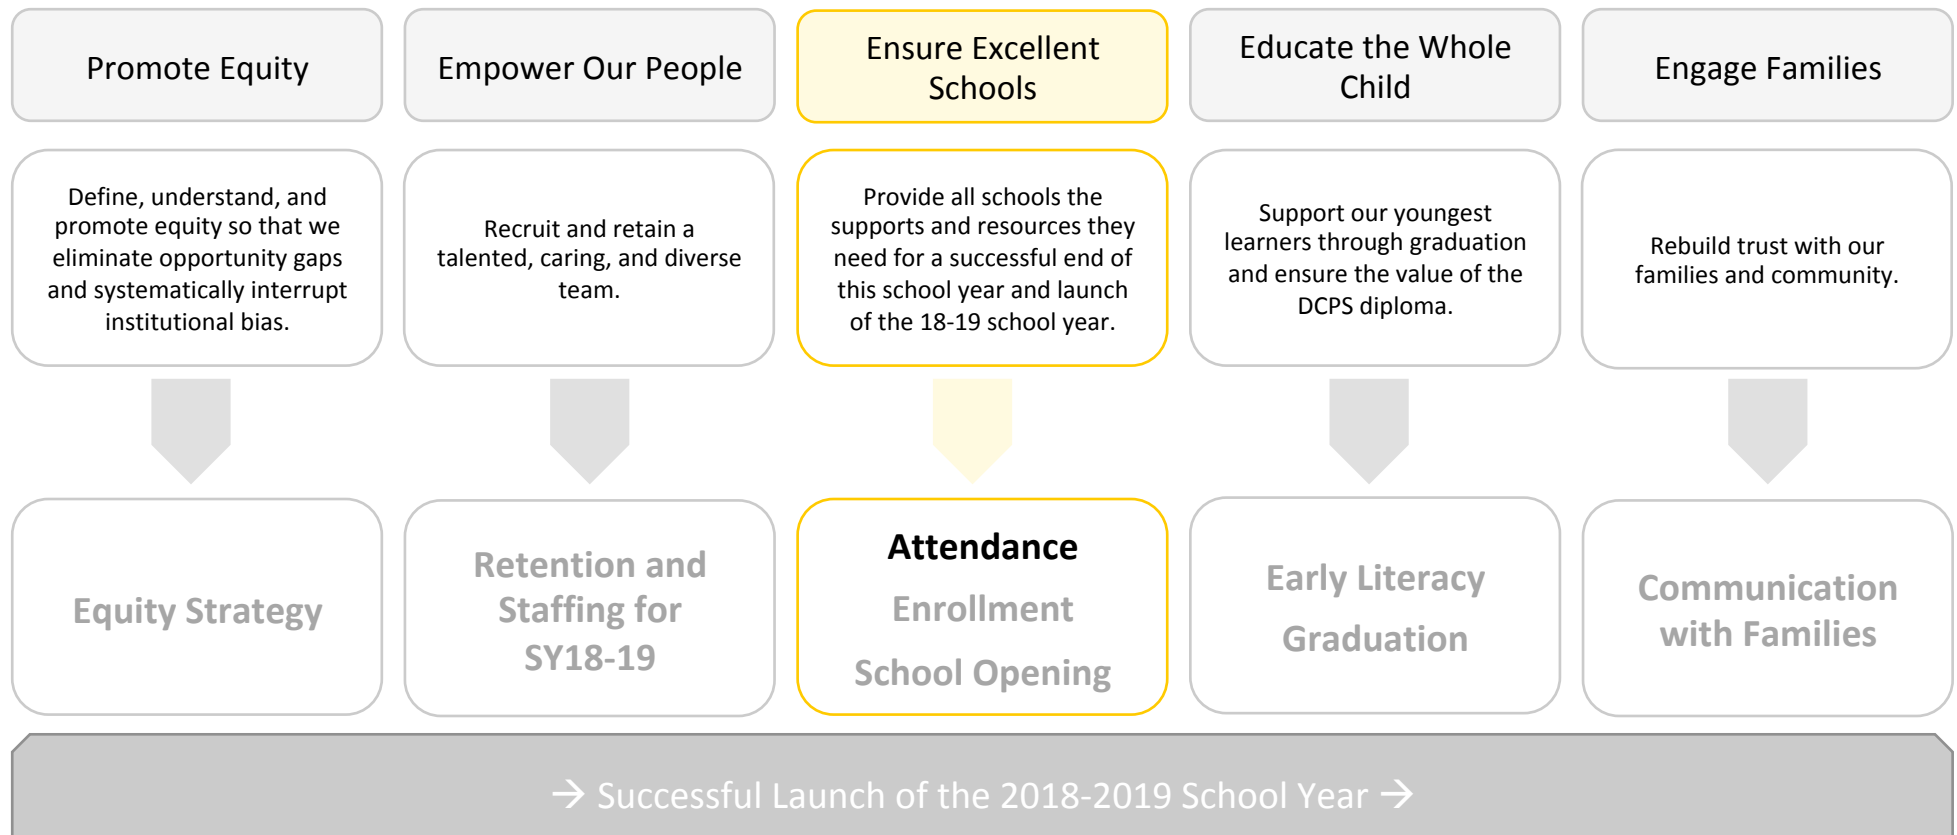 Promote Equity
Empower Our People
Ensure Excellent
Schools
Educate the Whole
Child
Engage Families
Define, understand, and
promote equity so that we
eliminate opportunity gaps
and systematically interrupt
institutional bias.
Recruit and retain a
talented, caring, and diverse
team.
Provide all schools the
supports and resources they
need for a successful end of
this school year and launch
of the 18-19 school year.
Support our youngest
learners through graduation
and ensure the value of the
DCPS diploma.
Rebuild trust with our
families and community.
Equity Strategy
Retention and
Staffing for
SY18-19
Attendance
Enrollment
School Opening
Early Literacy
Graduation
Communication
with Families
→ Successful Launch of the 2018-2019 School Year →